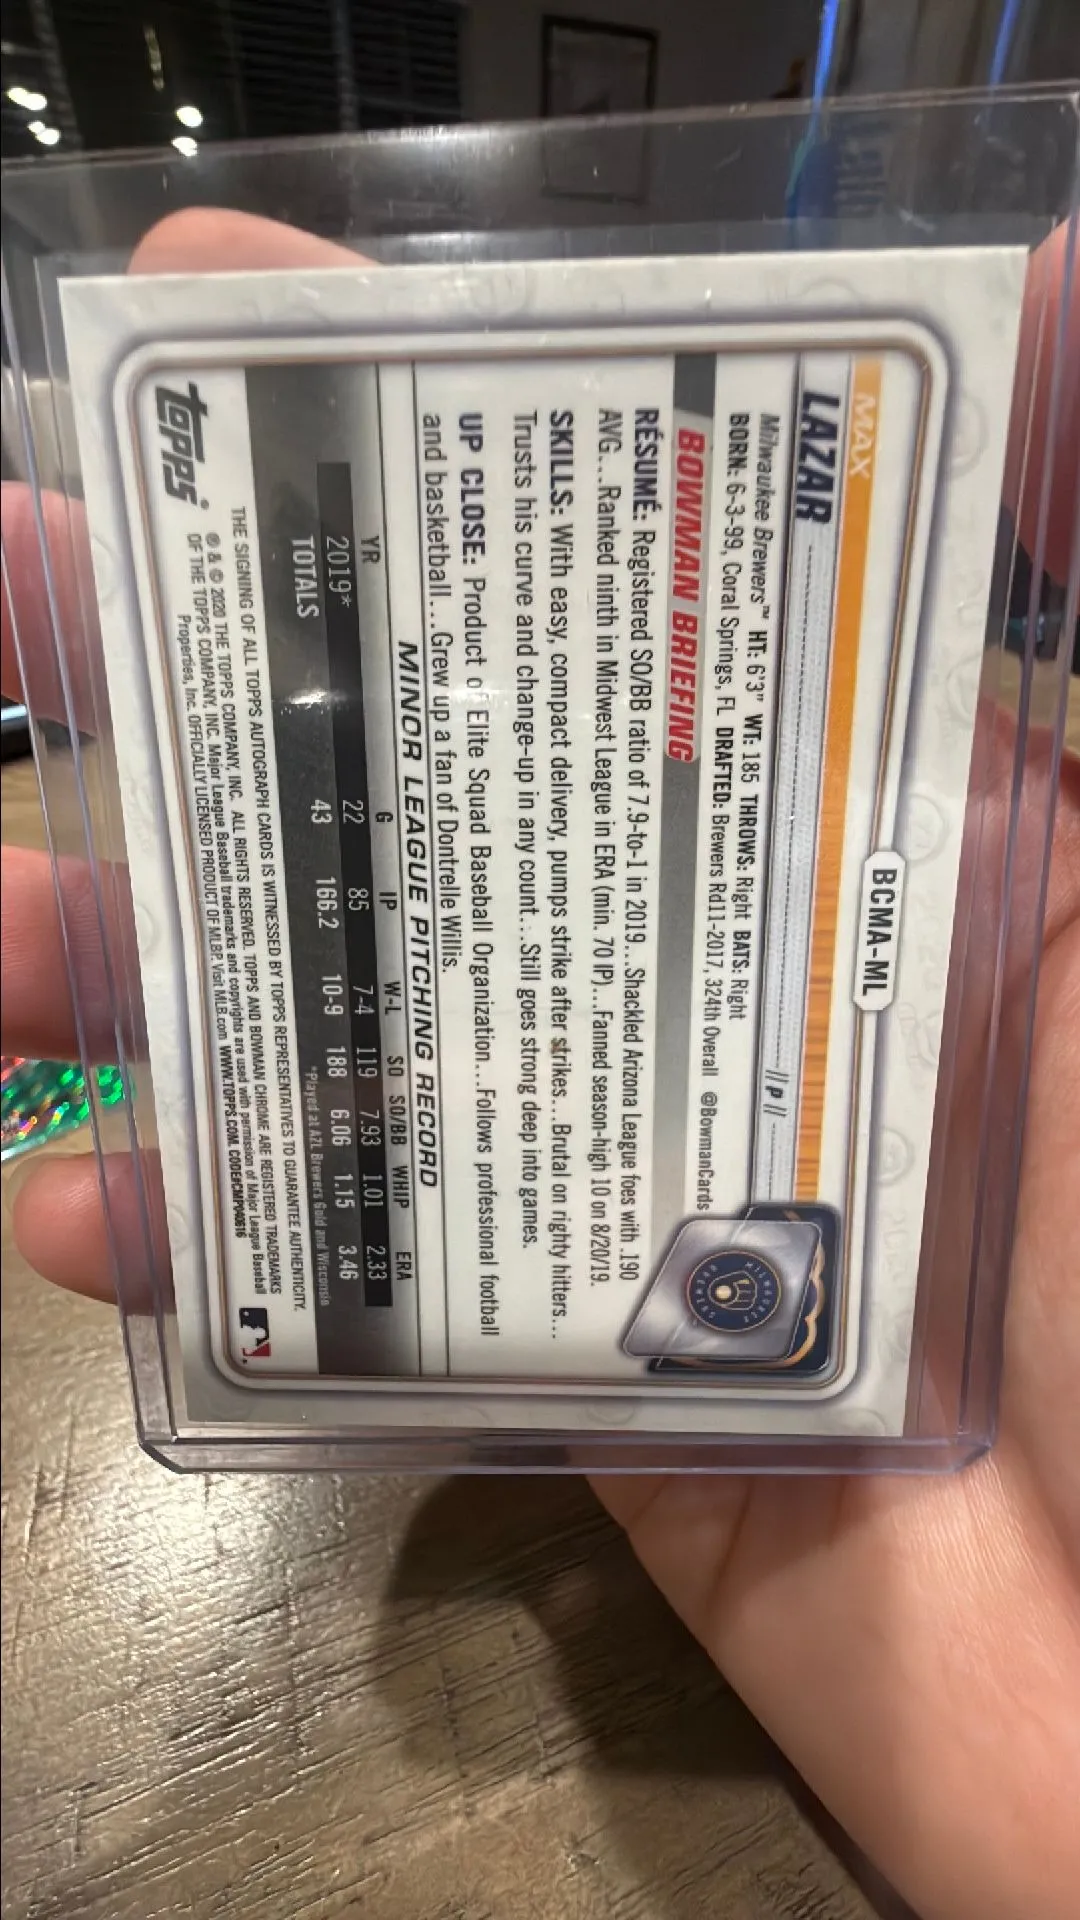 BCMA-ML
MAX
LAZAR
|| P ||
Milwaukee Brewers™ HT: 6'3" WT: 185 THROWS: Right BATS: Right
BORN: 6-3-99, Coral Springs, FL DRAFTED: Brewers Rd11-2017, 324th Overall @BowmanCards
BOWMAN BRIEFING
RÉSUMÉ: Registered SO/BB ratio of 7.9-to-1 in 2019...Shackled Arizona League foes with .190
AVG...Ranked ninth in Midwest League in ERA (min. 70 IP)...Fanned season-high 10 on 8/20/19.
SKILLS: With easy, compact delivery, pumps strike after strikes...Brutal on righty hitters...
Trusts his curve and change-up in any count...Still goes strong deep into games.
UP CLOSE: Product of Elite Squad Baseball Organization...Follows professional football
and basketball...Grew up a fan of Dontrelle Willis.
MINOR LEAGUE PITCHING RECORD
YR G IP W-L SO SO/BB WHIP ERA
2019* 22 85 7-4 119 7.93 1.01 2.33
TOTALS 43 166.2 10-9 188 6.06 1.15 3.46
*Played at AZL Brewers Gold and Wisconsin
THE SIGNING OF ALL TOPPS AUTOGRAPH CARDS IS WITNESSED BY TOPPS REPRESENTATIVES TO GUARANTEE AUTHENTICITY.
® & © 2020 THE TOPPS COMPANY, INC. ALL RIGHTS RESERVED. TOPPS AND BOWMAN CHROME ARE REGISTERED TRADEMARKS
OF THE TOPPS COMPANY, INC. Major League Baseball trademarks and copyrights are used with permission of Major League Baseball
Properties, Inc. OFFICIALLY LICENSED PRODUCT OF MLBP. Visit MLB.com WWW.TOPPS.COM. CODE#CMP040616
topps®